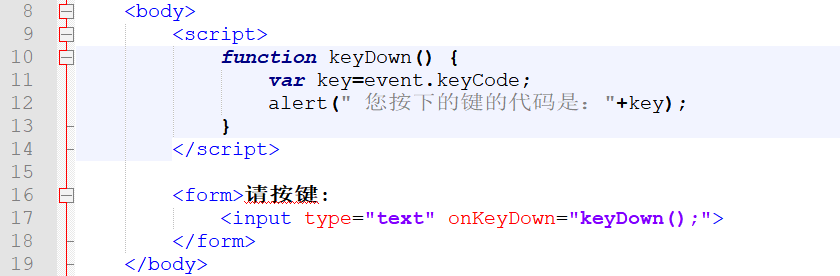 8 <body>
9 <script>
10 function keyDown() {
11 var key=event.keyCode;
12 alert(" 您按下的键的代码是："+key);
13 }
14 </script>
15
16 <form>请按键：
17 <input type="text" onKeyDown="keyDown();">
18 </form>
19 </body>